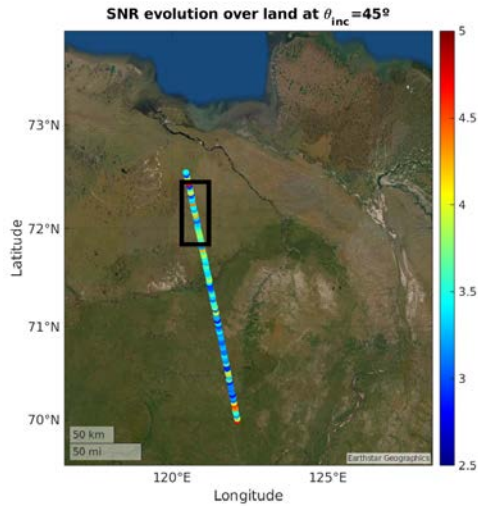 SNR evolution over land at θinc=45º
5
4.5
4
3.5
3
2.5
73°N
72°N
71°N
70°N
Latitude
50 km
50 mi
Earthstar Geographics
120°E
125°E
Longitude